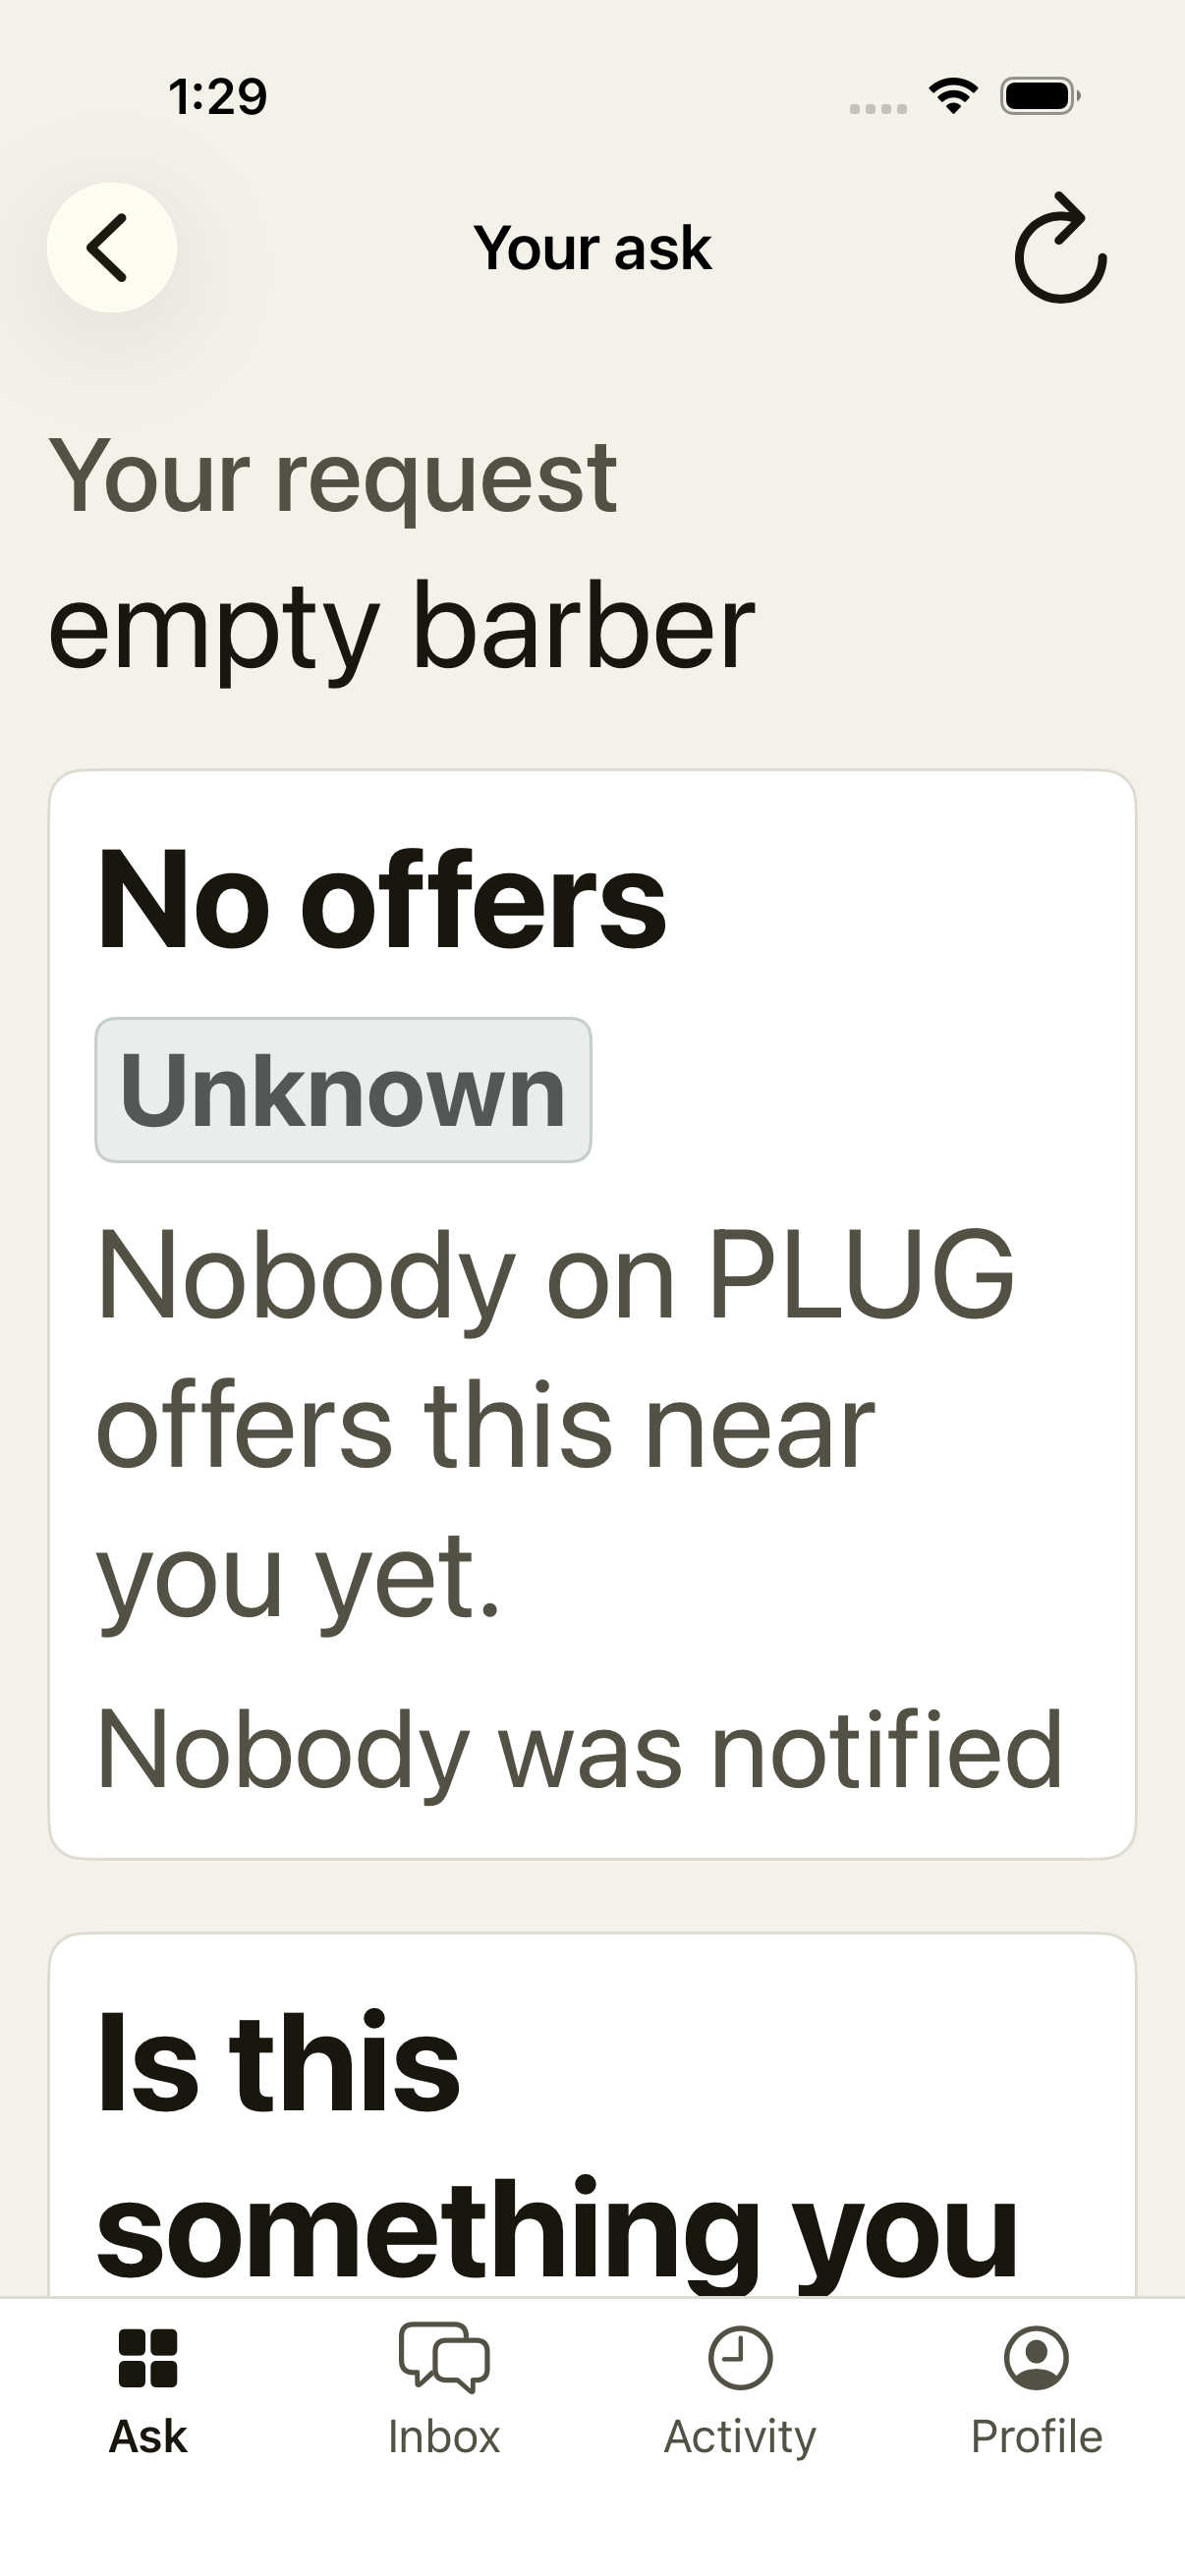 1:29
Your ask
Your request
empty barber
No offers
Unknown
Nobody on PLUG
offers this near
you yet.
Nobody was notified
Is this
something you
Ask
Inbox
Activity
Profile